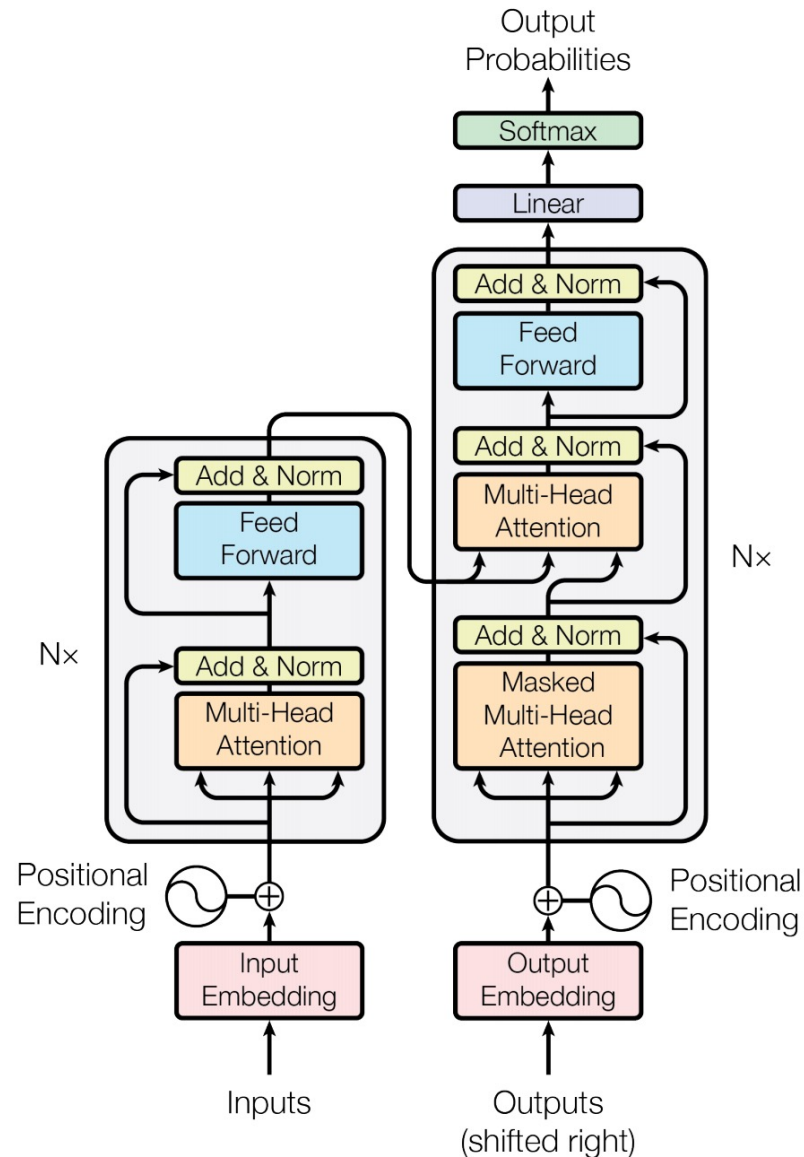 Output
Probabilities
Softmax
Linear
Add & Norm
Feed
Forward
Add & Norm
Multi-Head
Attention
Add & Norm
Masked
Multi-Head
Attention
N×
Add & Norm
Feed
Forward
Add & Norm
Multi-Head
Attention
N×
Positional
Encoding
Positional
Encoding
Input
Embedding
Output
Embedding
Inputs
Outputs
(shifted right)